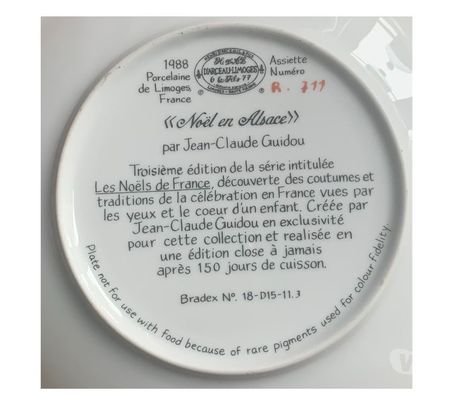 1988
Porcelaine
de Limoges,
France
D'ARCEAU-LIMOGES
Assiette
Numéro
R. 711
«Noël en Alsace»
par Jean-Claude Guidou
Troisième édition de la série intitulée
Les Noëls de France, découverte des coutumes et
traditions de la célébration en France vues par
les yeux et le coeur d'un enfant. Créée par
Jean-Claude Guidou en exclusivité
pour cette collection et realisée en
une édition close à jamais
après 150 jours de cuisson.
Bradex Nº. 18-D15-11.3
Plate not for use with food because of rare pigments used for colour fidelity.